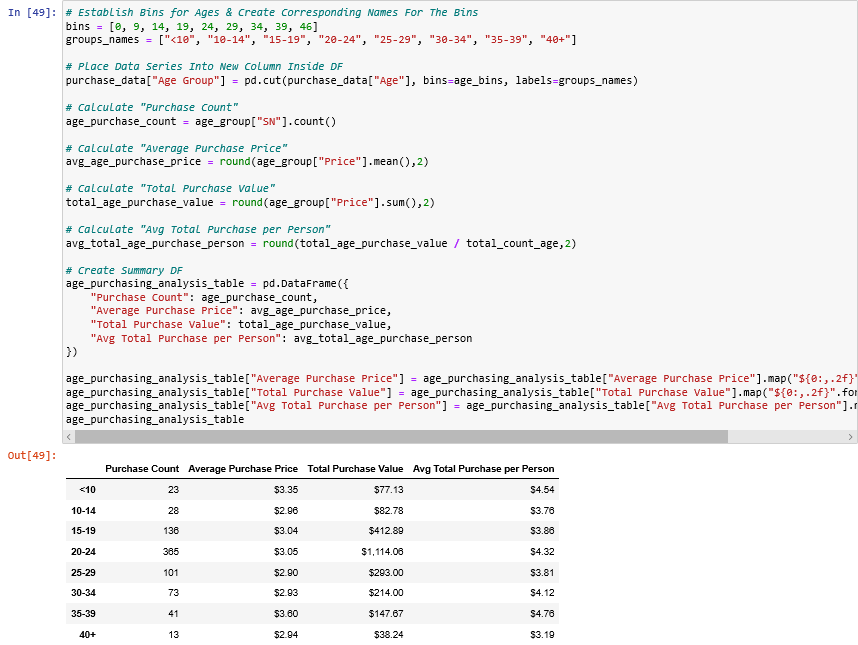 In [49]: # Establish Bins for Ages & Create Corresponding Names For The Bins
bins = [0, 9, 14, 19, 24, 29, 34, 39, 46]
groups_names = ["<10", "10-14", "15-19", "20-24", "25-29", "30-34", "35-39", "40+"]

# Place Data Series Into New Column Inside DF
purchase_data["Age Group"] = pd.cut(purchase_data["Age"], bins=age_bins, labels=groups_names)

# Calculate "Purchase Count"
age_purchase_count = age_group["SN"].count()

# Calculate "Average Purchase Price"
avg_age_purchase_price = round(age_group["Price"].mean(),2)

# Calculate "Total Purchase Value"
total_age_purchase_value = round(age_group["Price"].sum(),2)

# Calculate "Avg Total Purchase per Person"
avg_total_age_purchase_person = round(total_age_purchase_value / total_count_age,2)

# Create Summary DF
age_purchasing_analysis_table = pd.DataFrame({
    "Purchase Count": age_purchase_count,
    "Average Purchase Price": avg_age_purchase_price,
    "Total Purchase Value": total_age_purchase_value,
    "Avg Total Purchase per Person": avg_total_age_purchase_person
})

age_purchasing_analysis_table["Average Purchase Price"] = age_purchasing_analysis_table["Average Purchase Price"].map("${0:,.2f}"
age_purchasing_analysis_table["Total Purchase Value"] = age_purchasing_analysis_table["Total Purchase Value"].map("${0:,.2f}".for
age_purchasing_analysis_table["Avg Total Purchase per Person"] = age_purchasing_analysis_table["Avg Total Purchase per Person"].m
age_purchasing_analysis_table
Out[49]:
Purchase Count Average Purchase Price Total Purchase Value Avg Total Purchase per Person
<10 23 $3.35 $77.13 $4.54
10-14 28 $2.96 $82.78 $3.76
15-19 136 $3.04 $412.89 $3.86
20-24 365 $3.05 $1,114.06 $4.32
25-29 101 $2.90 $293.00 $3.81
30-34 73 $2.93 $214.00 $4.12
35-39 41 $3.60 $147.67 $4.76
40+ 13 $2.94 $38.24 $3.19